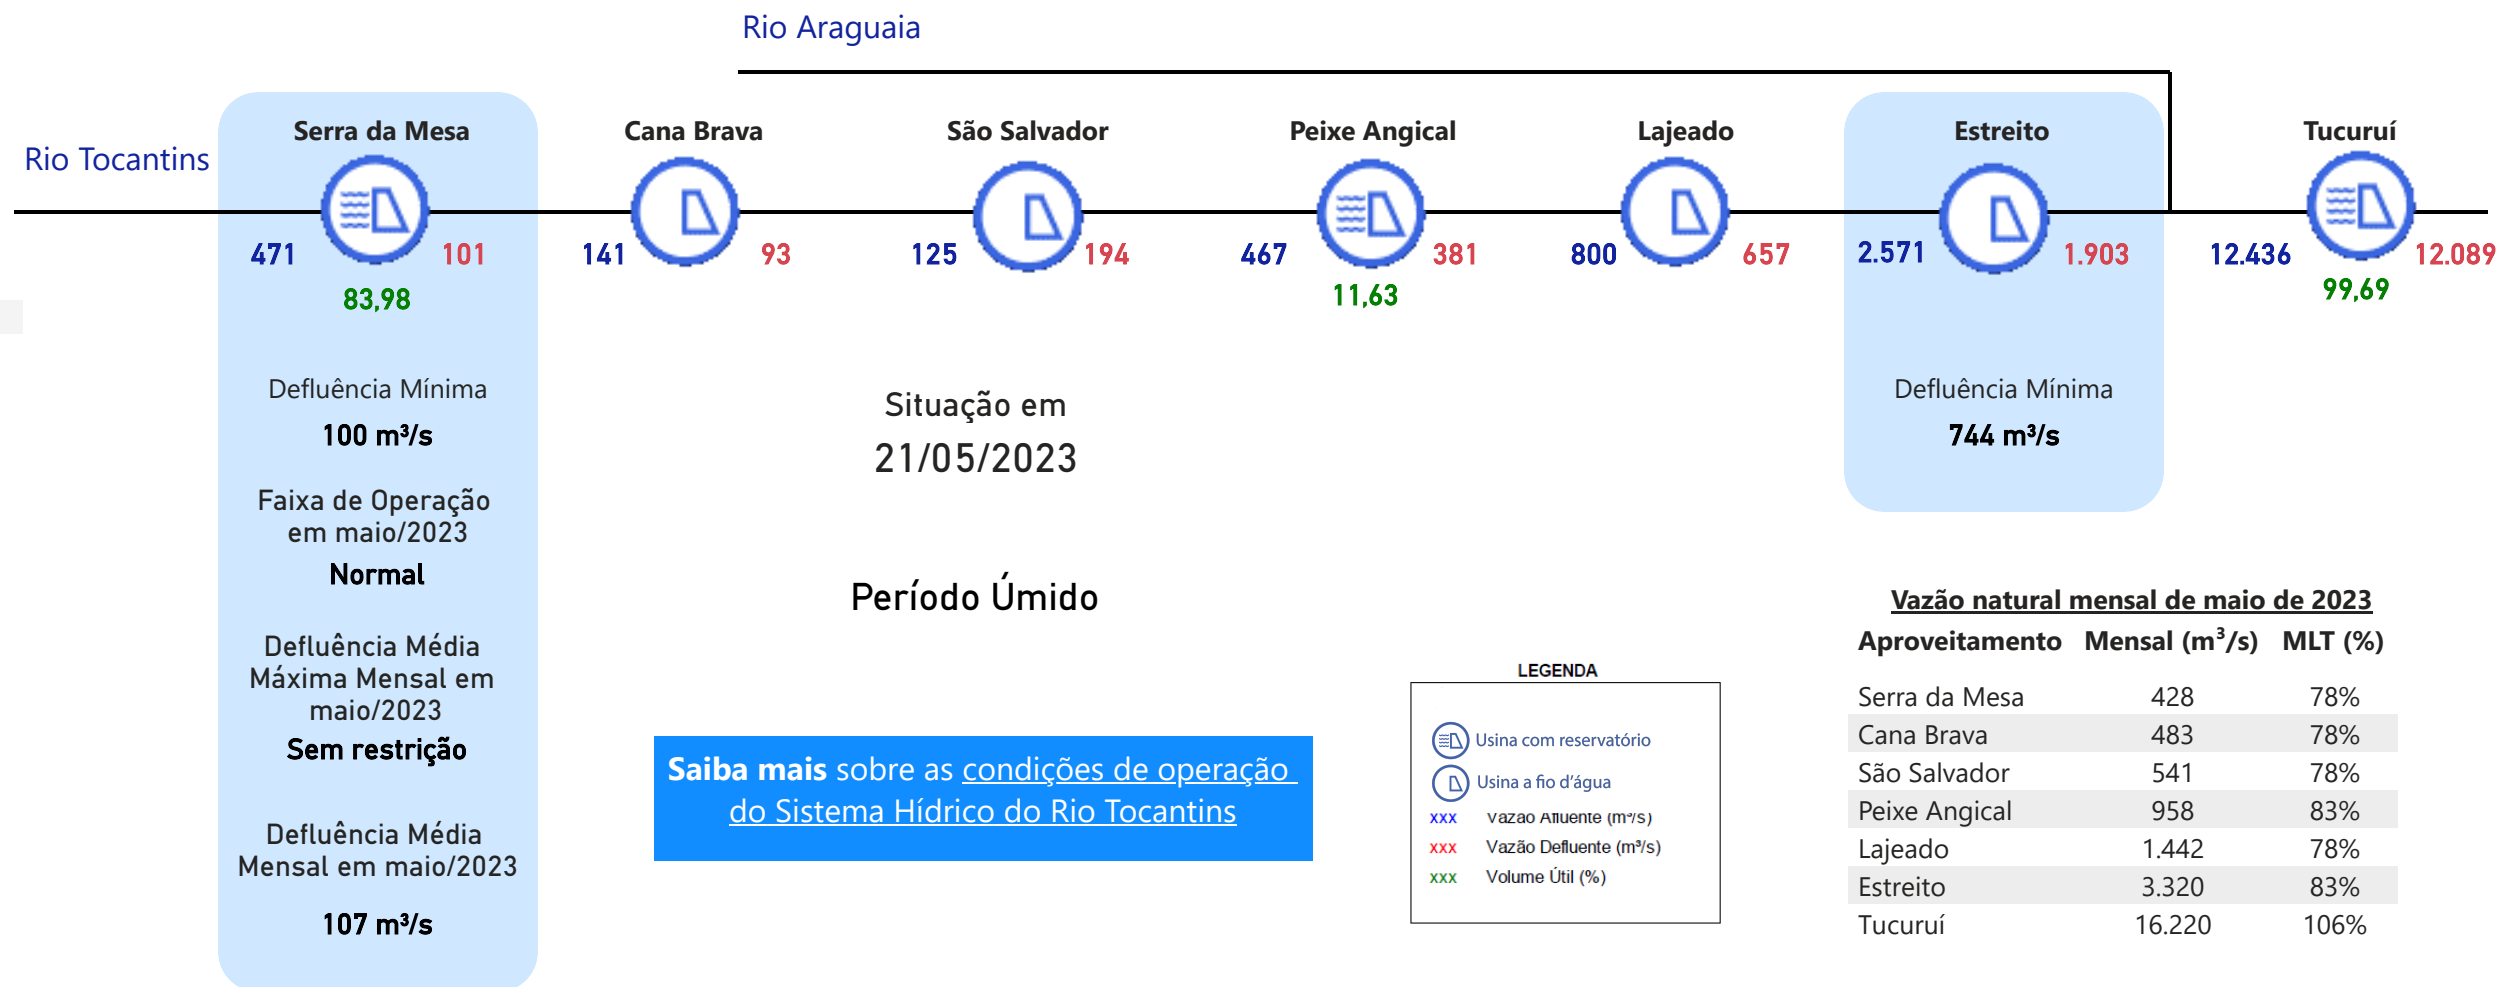 Rio Araguaia
Rio Tocantins
Serra da Mesa
Cana Brava
São Salvador
Peixe Angical
Lajeado
Estreito
Tucuruí
471
101
141
93
125
194
467
381
800
657
2.571
1.903
12.436
12.089
83,98
11,63
99,69
Defluência Mínima
100 m³/s
Faixa de Operação
em maio/2023
Normal
Defluência Média
Máxima Mensal em
maio/2023
Sem restrição
Defluência Média
Mensal em maio/2023
107 m³/s
Situação em
21/05/2023
Período Úmido
Saiba mais sobre as condições de operação
do Sistema Hídrico do Rio Tocantins
Defluência Mínima
744 m³/s
LEGENDA
Usina com reservatório
Usina a fio d'água
xxx Vazão Afluente (m³/s)
xxx Vazão Defluente (m³/s)
xxx Volume Útil (%)
Vazão natural mensal de maio de 2023
Aproveitamento Mensal (m³/s) MLT (%)
Serra da Mesa 428 78%
Cana Brava 483 78%
São Salvador 541 78%
Peixe Angical 958 83%
Lajeado 1.442 78%
Estreito 3.320 83%
Tucuruí 16.220 106%